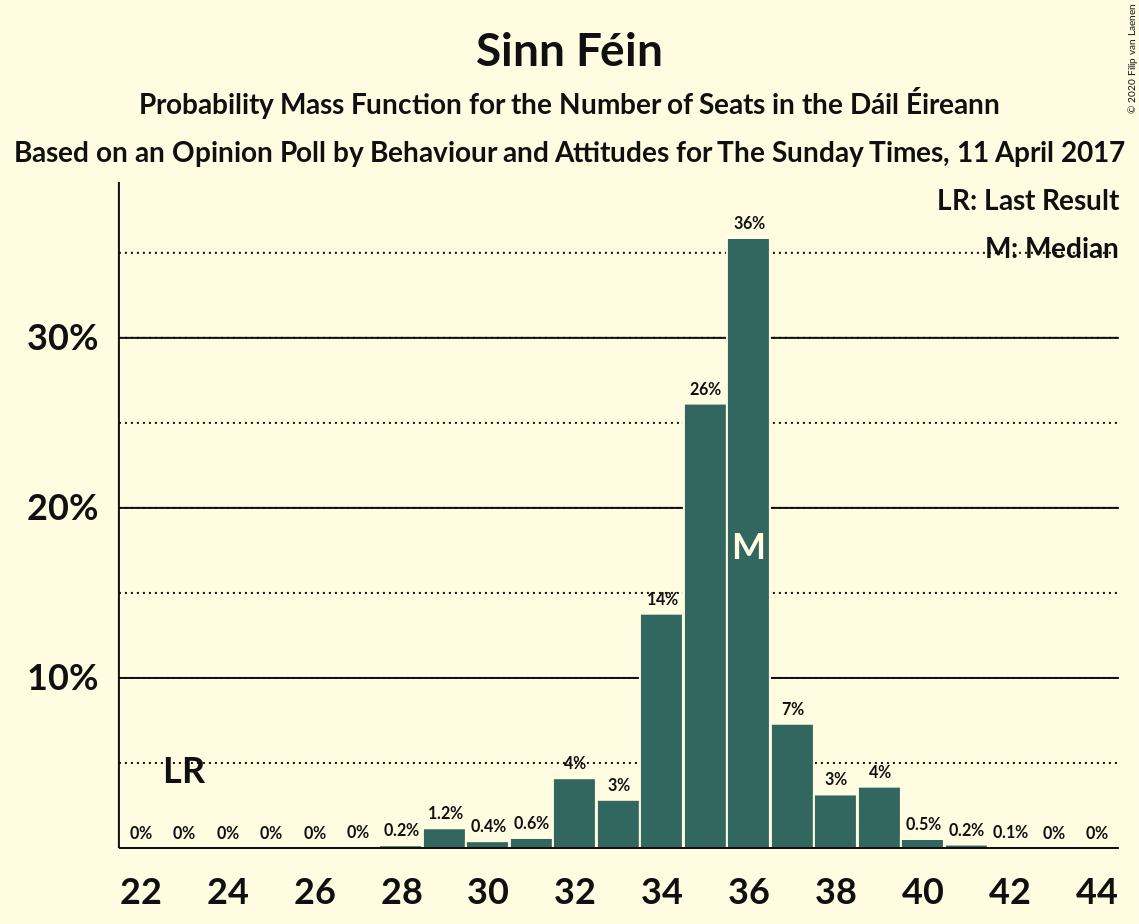 Sinn Féin
Probability Mass Function for the Number of Seats in the Dáil Éireann
Based on an Opinion Poll by Behaviour and Attitudes for The Sunday Times, 11 April 2017
© 2020 Filip van Laenen
LR: Last Result
M: Median
36%
30%
26%
20%
M
14%
10%
7%
LR
4%
3%
3%
4%
0%
0%
0%
0%
0%
0%
0.2%
1.2%
0.4%
0.6%
0.5%
0.2%
0.1%
0%
0%
22 24 26 28 30 32 34 36 38 40 42 44